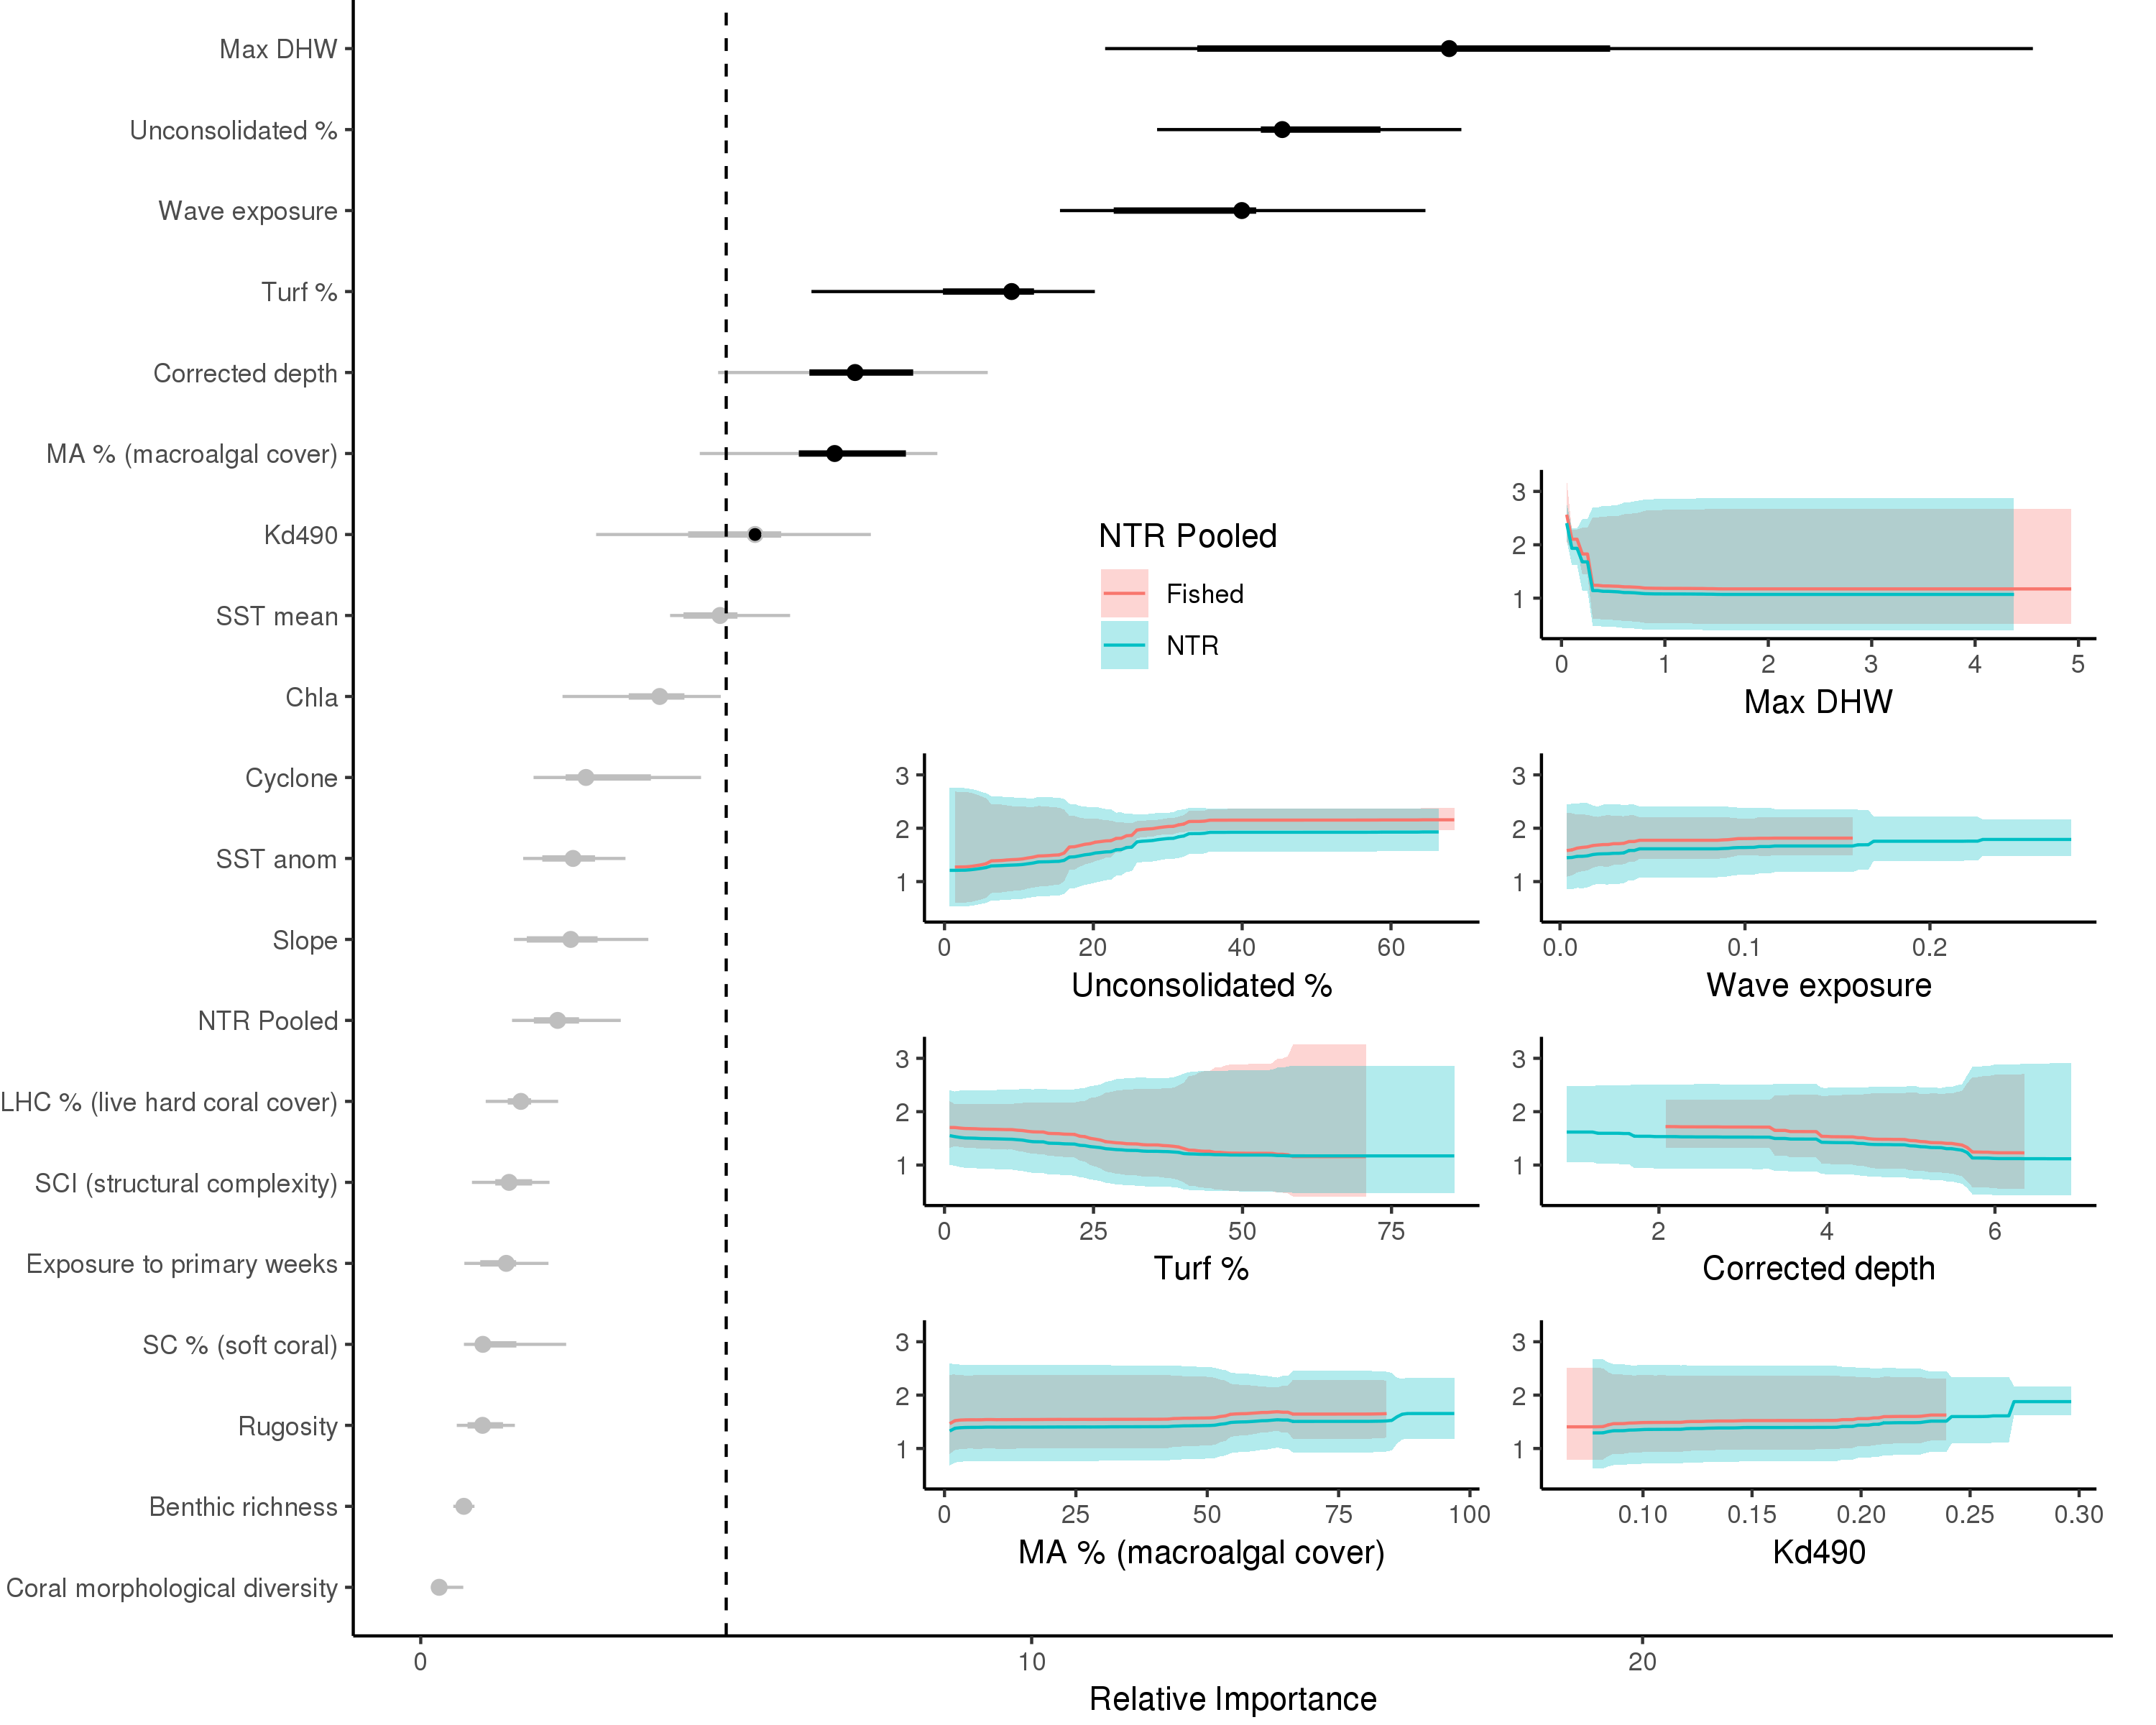 Max DHW
Unconsolidated %
Wave exposure
Turf %
Corrected depth
MA % (macroalgal cover)
Kd490
SST mean
Chla
Cyclone
SST anom
Slope
NTR Pooled
LHC % (live hard coral cover)
SCI (structural complexity)
Exposure to primary weeks
SC % (soft coral)
Rugosity
Benthic richness
Coral morphological diversity
0 10 20
Relative Importance
NTR Pooled
Fished
NTR
3
2
1
0 1 2 3 4 5
Max DHW
3
2
1
0 20 40 60
Unconsolidated %
3
2
1
0.0 0.1 0.2
Wave exposure
3
2
1
0 25 50 75
Turf %
3
2
1
2 4 6
Corrected depth
3
2
1
0 25 50 75 100
MA % (macroalgal cover)
3
2
1
0.10 0.15 0.20 0.25 0.30
Kd490